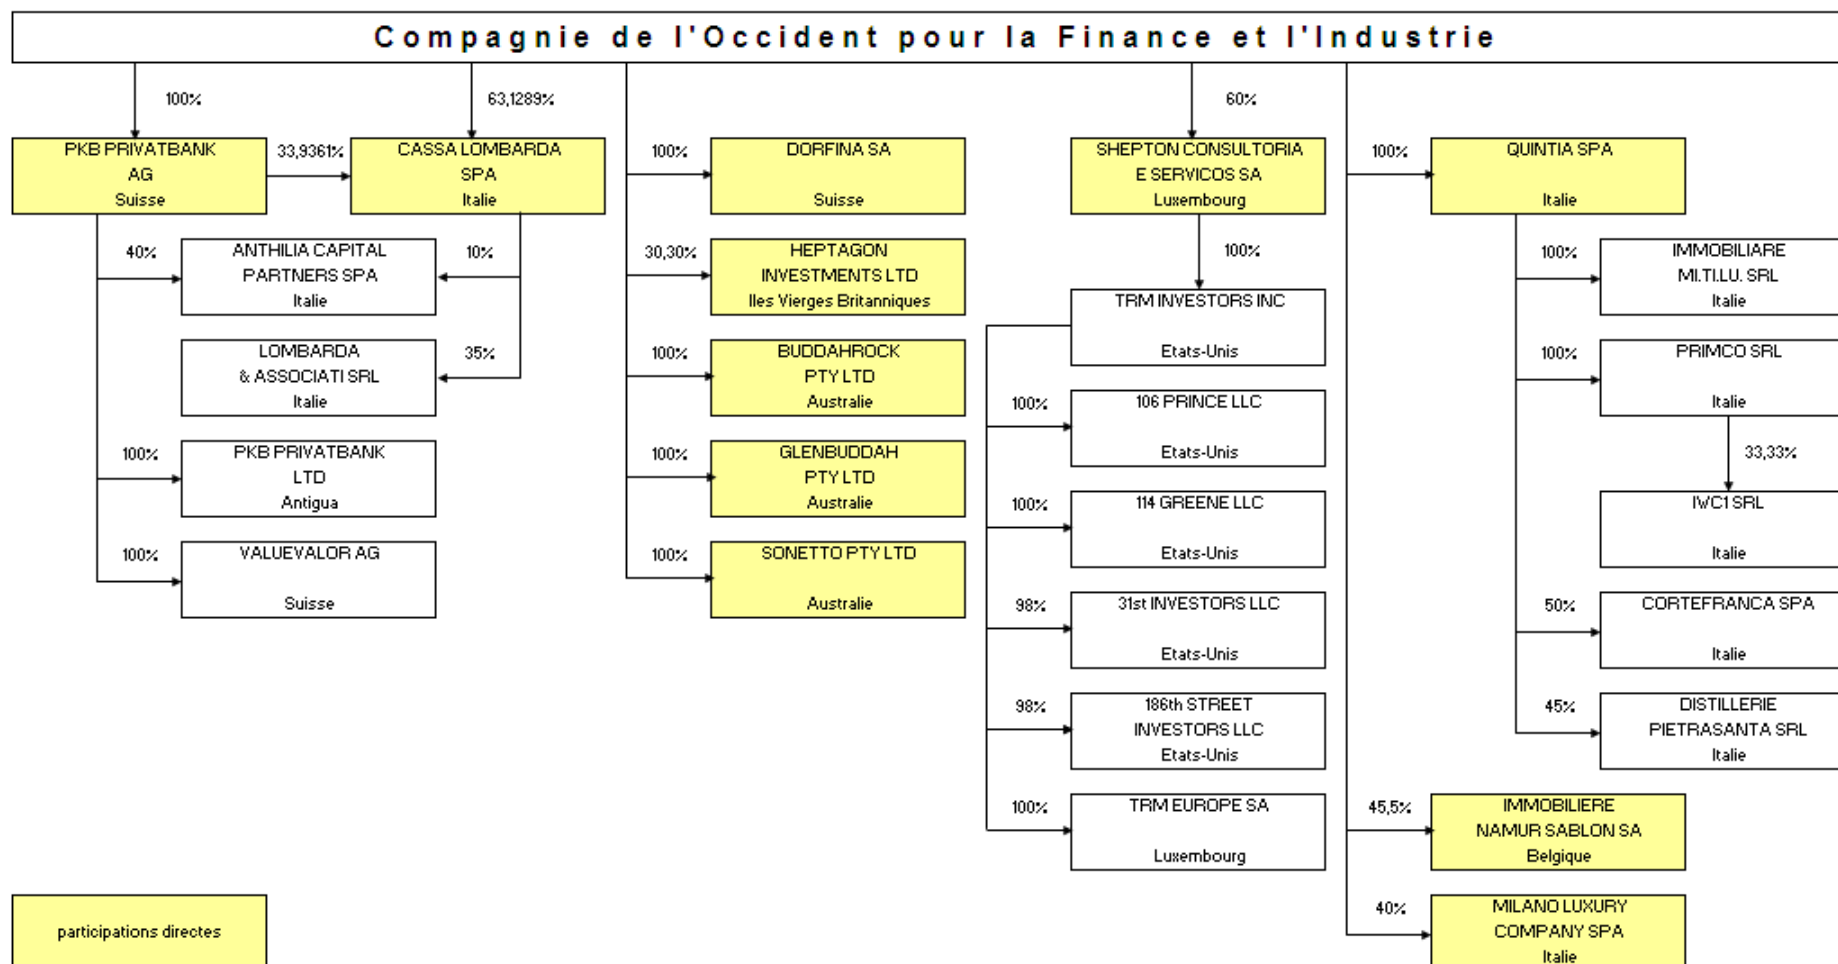 Compagnie de l'Occident pour la Finance et l'Industrie
100%
63,1289%
60%
PKB PRIVATBANK
AG
Suisse
33,9361%
CASSA LOMBARDA
SPA
Italie
100%
DORFINA SA
Suisse
SHEPTON CONSULTORIA
E SERVICOS SA
Luxembourg
100%
QUINTIA SPA
Italie
40%
ANTHILIA CAPITAL
PARTNERS SPA
Italie
10%
30,30%
HEPTAGON
INVESTMENTS LTD
Iles Vierges Britanniques
100%
100%
IMMOBILIARE
MI.TI.LU. SRL
Italie
TRM INVESTORS INC
Etats-Unis
LOMBARDA
& ASSOCIATI SRL
Italie
35%
100%
BUDDAHROCK
PTY LTD
Australie
100%
PRIMCO SRL
Italie
100%
106 PRINCE LLC
Etats-Unis
100%
PKB PRIVATBANK
LTD
Antigua
100%
GLENBUDDAH
PTY LTD
Australie
33,33%
100%
114 GREENE LLC
Etats-Unis
IVC1 SRL
Italie
100%
VALUEVALOR AG
Suisse
100%
SONETTO PTY LTD
Australie
98%
31st INVESTORS LLC
Etats-Unis
50%
CORTEFRANCA SPA
Italie
98%
186th STREET
INVESTORS LLC
Etats-Unis
45%
DISTILLERIE
PIETRASANTA SRL
Italie
100%
TRM EUROPE SA
Luxembourg
45,5%
IMMOBILIERE
NAMUR SABLON SA
Belgique
participations directes
40%
MILANO LUXURY
COMPANY SPA
Italie